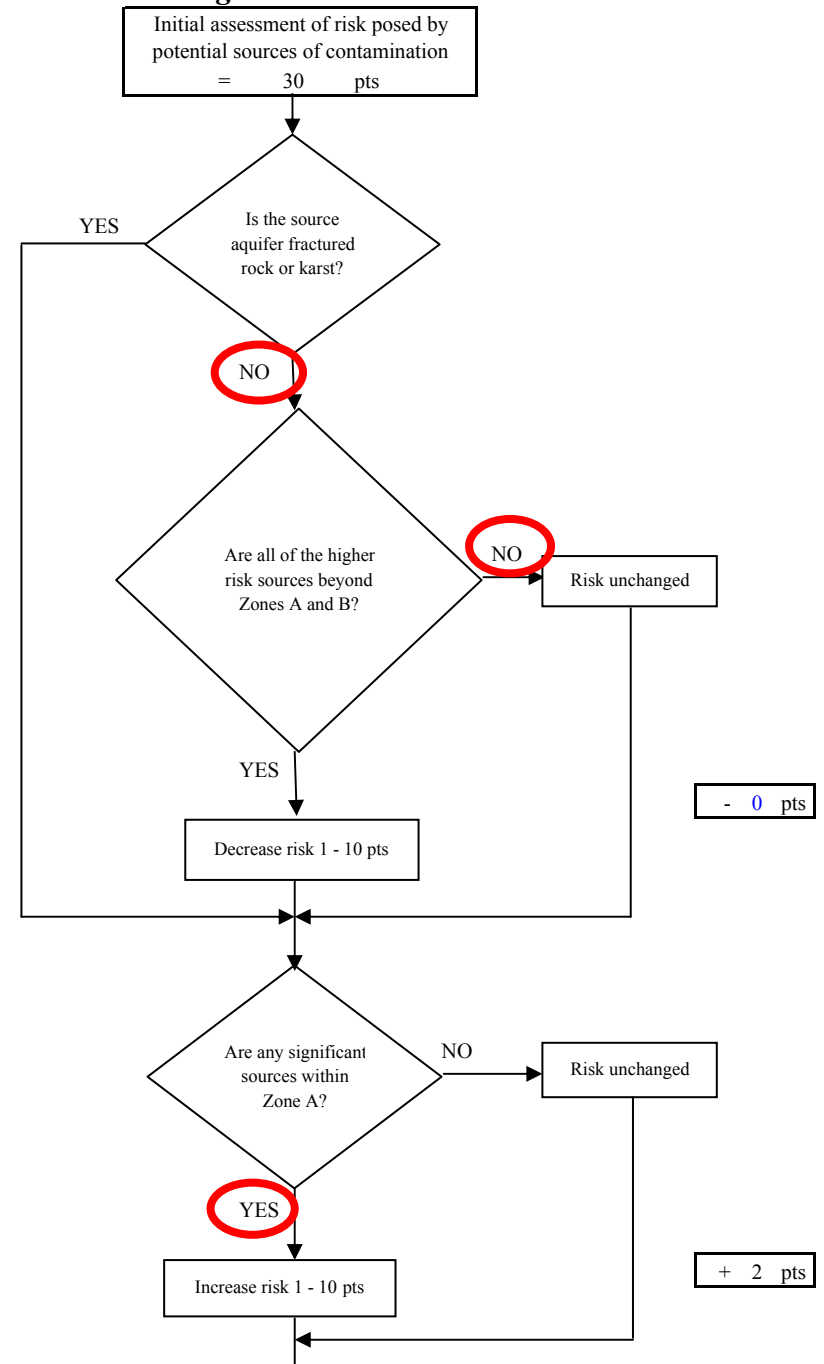 Initial assessment of risk posed by
potential sources of contamination
= 30 pts
YES
Is the source
aquifer fractured
rock or karst?
NO
Are all of the higher
risk sources beyond
Zones A and B?
NO
Risk unchanged
YES
- 0 pts
Decrease risk 1 - 10 pts
Are any significant
sources within
Zone A?
NO
Risk unchanged
YES
Increase risk 1 - 10 pts
+ 2 pts